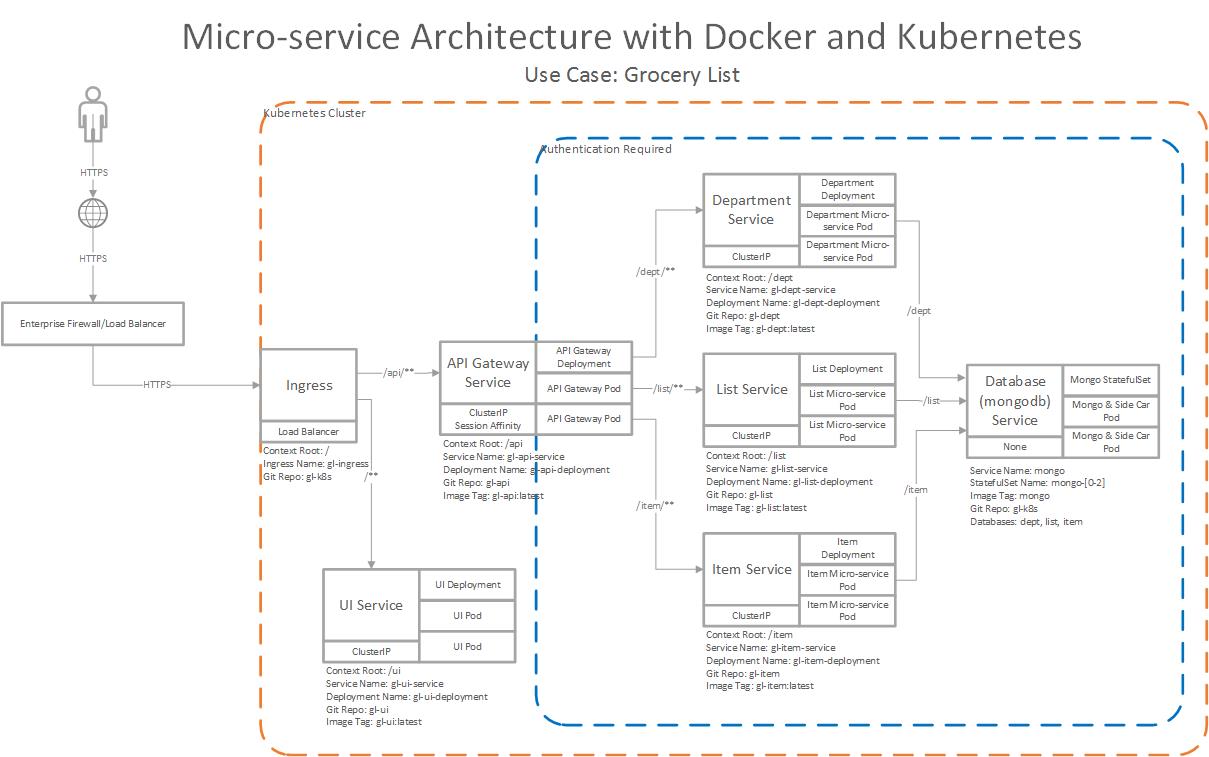 Micro-service Architecture with Docker and Kubernetes
Use Case: Grocery List
Kubernetes Cluster
Authentication Required
HTTPS
HTTPS
Enterprise Firewall/Load Balancer
HTTPS
Ingress
Load Balancer
Context Root: /
Ingress Name: gl-ingress
Git Repo: gl-k8s
/api/**
/**
API Gateway
Service
ClusterIP
Session Affinity
API Gateway
Deployment
API Gateway Pod
API Gateway Pod
Context Root: /api
Service Name: gl-api-service
Deployment Name: gl-api-deployment
Git Repo: gl-api
Image Tag: gl-api:latest
UI Service
ClusterIP
UI Deployment
UI Pod
UI Pod
Context Root: /ui
Service Name: gl-ui-service
Deployment Name: gl-ui-deployment
Git Repo: gl-ui
Image Tag: gl-ui:latest
/dept/**
/list/**
/item/**
Department
Service
ClusterIP
Department
Deployment
Department Micro-
service Pod
Department Micro-
service Pod
Context Root: /dept
Service Name: gl-dept-service
Deployment Name: gl-dept-deployment
Git Repo: gl-dept
Image Tag: gl-dept:latest
List Service
ClusterIP
List Deployment
List Micro-service
Pod
List Micro-service
Pod
Context Root: /list
Service Name: gl-list-service
Deployment Name: gl-list-deployment
Git Repo: gl-list
Image Tag: gl-list:latest
Item Service
ClusterIP
Item
Deployment
Item Micro-service
Pod
Item Micro-service
Pod
Context Root: /item
Service Name: gl-item-service
Deployment Name: gl-item-deployment
Git Repo: gl-item
Image Tag: gl-item:latest
/dept
/list
/item
Database
(mongodb)
Service
None
Mongo StatefulSet
Mongo & Side Car
Pod
Mongo & Side Car
Pod
Service Name: mongo
StatefulSet Name: mongo-[0-2]
Image Tag: mongo
Git Repo: gl-k8s
Databases: dept, list, item